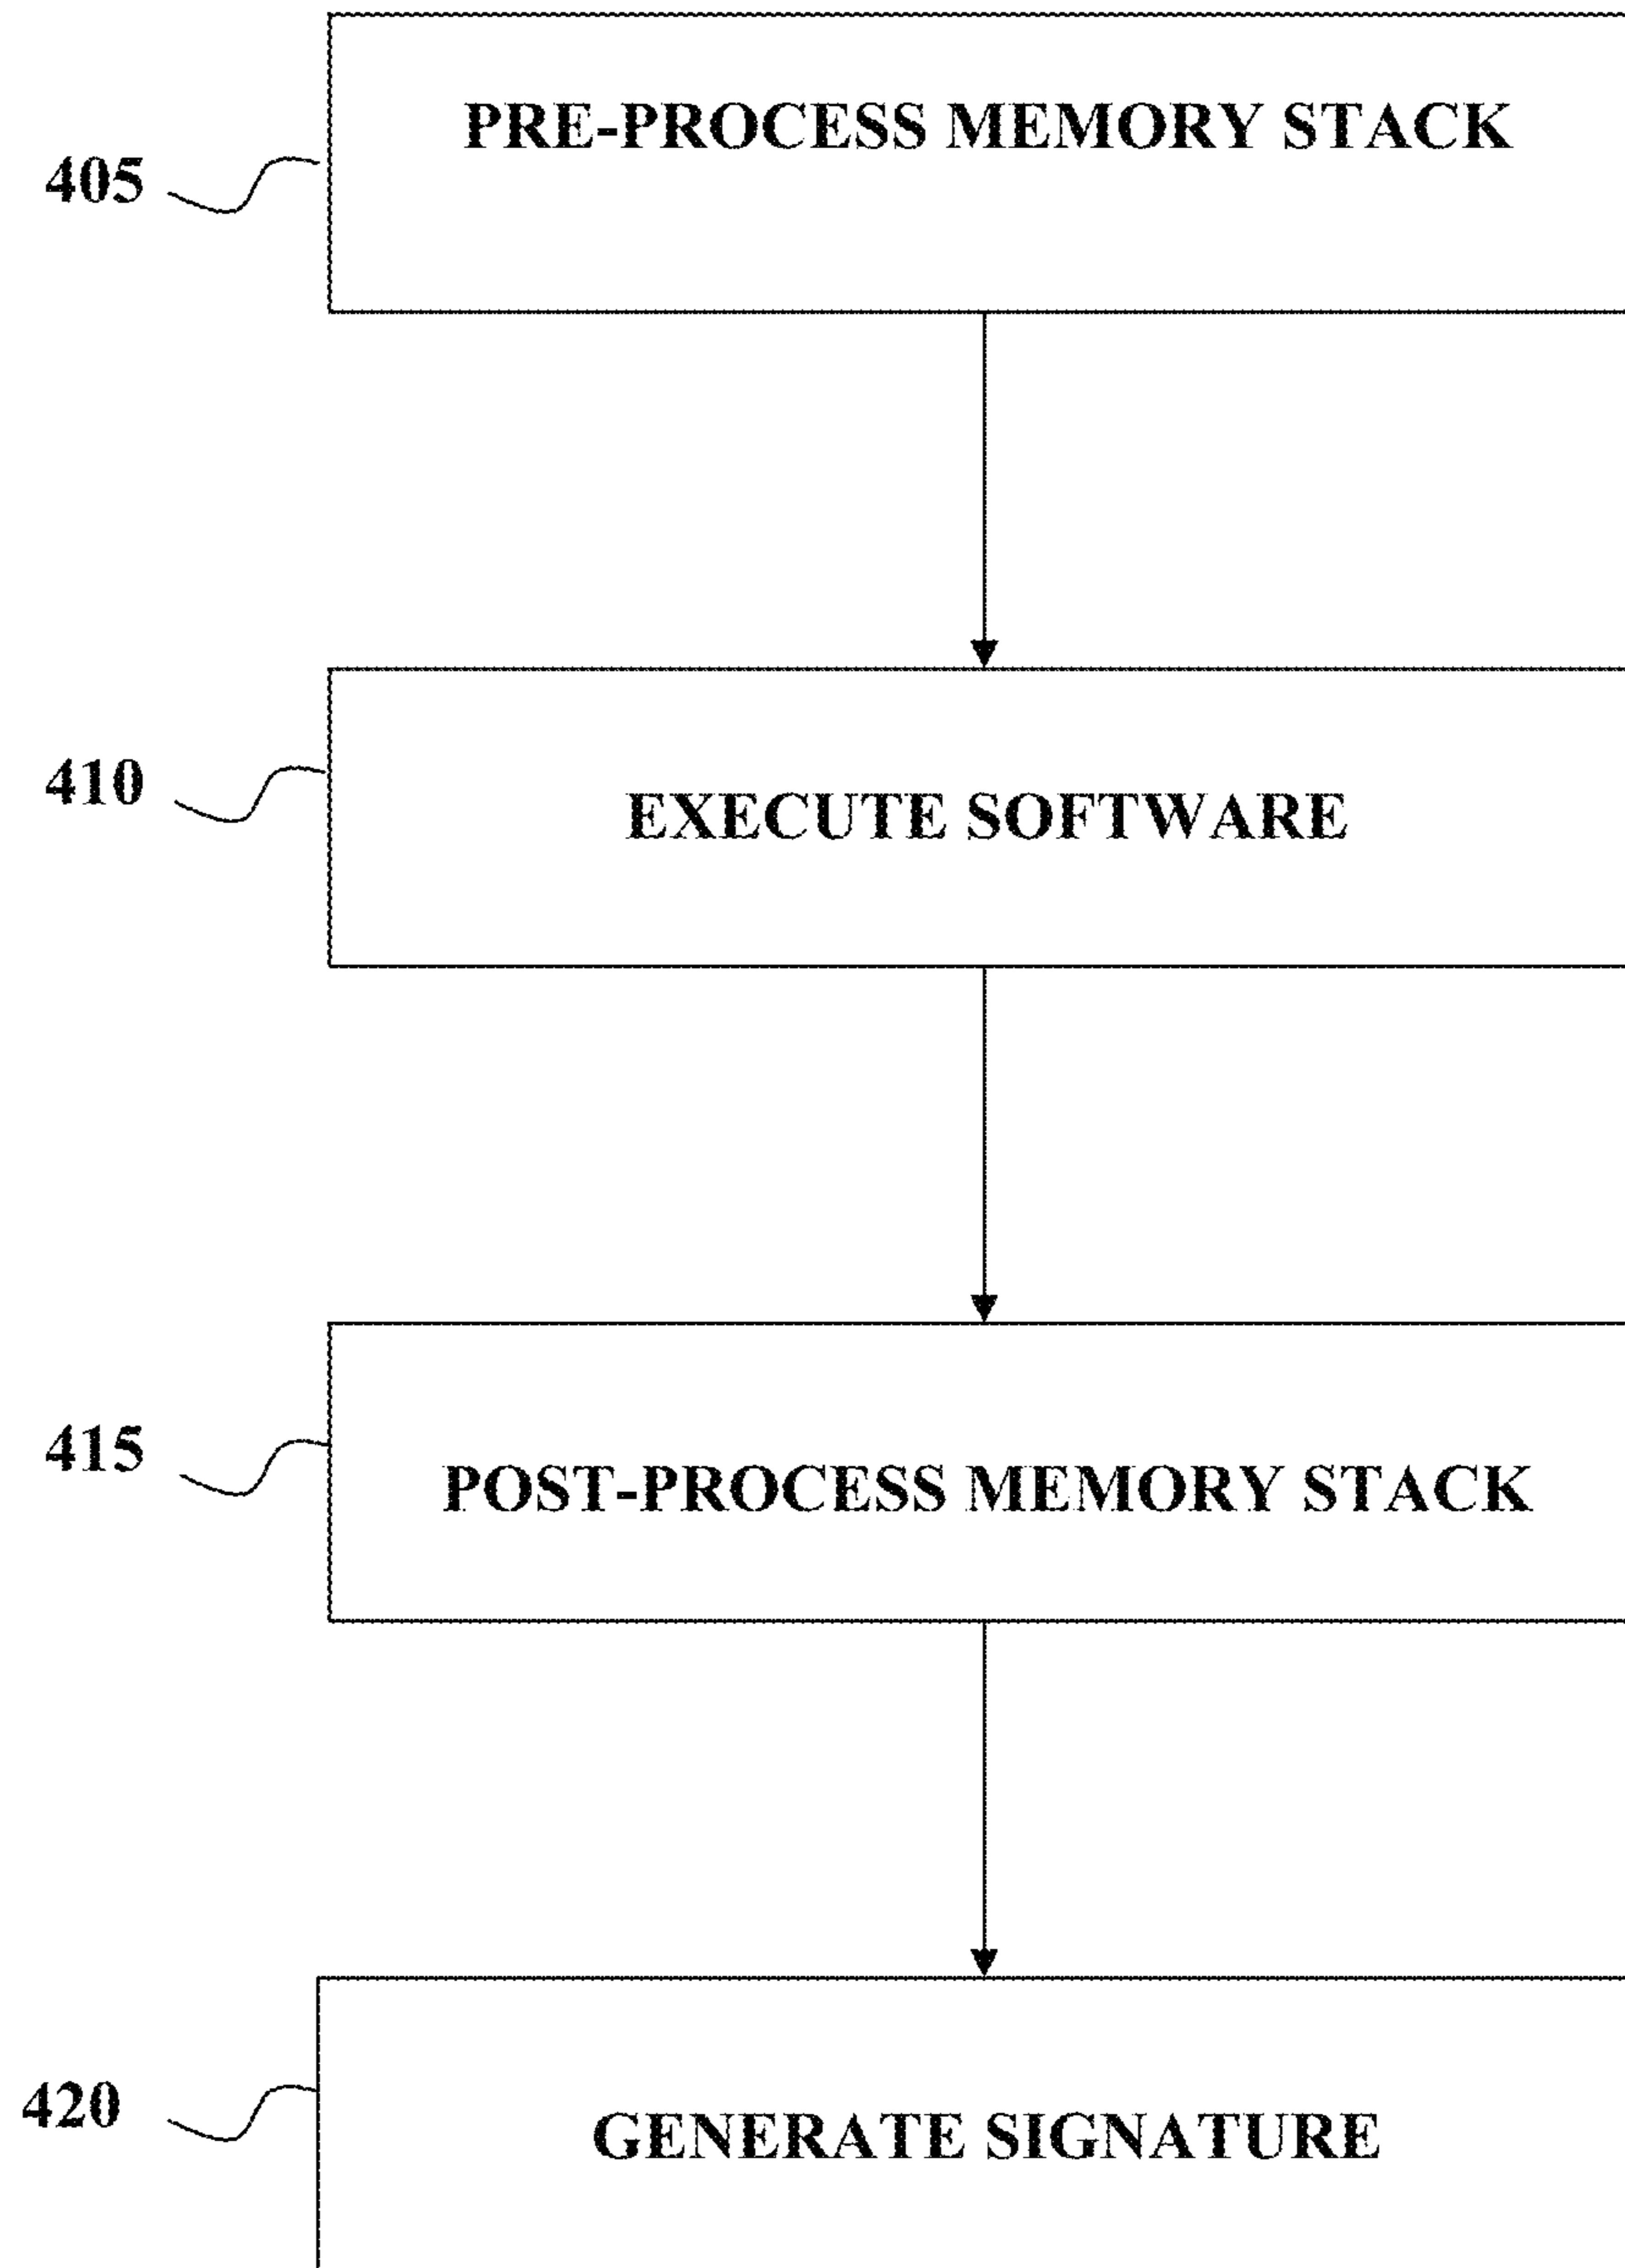 PRE-PROCESS MEMORY STACK
405
410
EXECUTE SOFTWARE
415
POST-PROCESS MEMORY STACK
420
GENERATE SIGNATURE